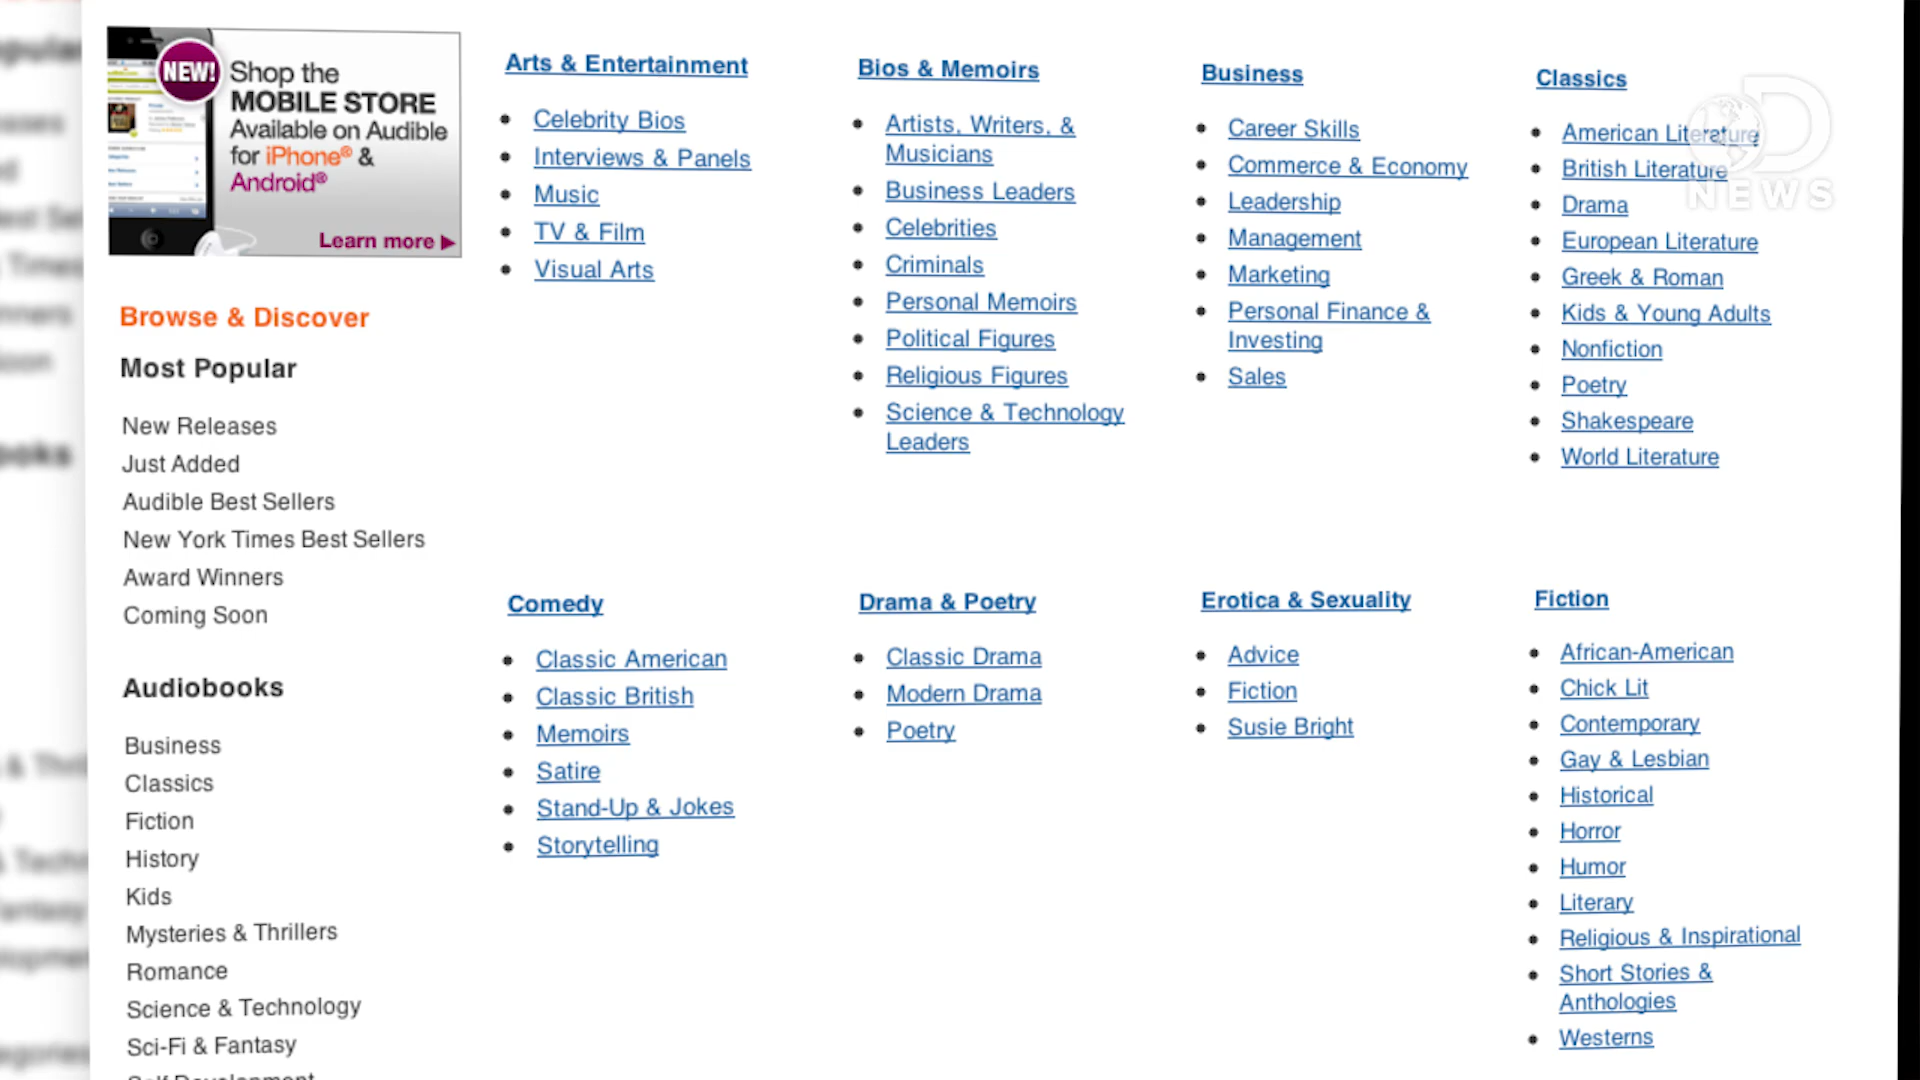 NEW!
Shop the
MOBILE STORE
Available on Audible
for iPhone® &
Android®
Learn more
Browse & Discover
Most Popular
New Releases
Just Added
Audible Best Sellers
New York Times Best Sellers
Award Winners
Coming Soon
Audiobooks
Business
Classics
Fiction
History
Kids
Mysteries & Thrillers
Romance
Science & Technology
Sci-Fi & Fantasy
Self Development
Arts & Entertainment
Celebrity Bios
Interviews & Panels
Music
TV & Film
Visual Arts
Bios & Memoirs
Artists, Writers, &
Musicians
Business Leaders
Celebrities
Criminals
Personal Memoirs
Political Figures
Religious Figures
Science & Technology
Leaders
Business
Career Skills
Commerce & Economy
Leadership
Management
Marketing
Personal Finance &
Investing
Sales
Classics
American Literature
British Literature
Drama
European Literature
Greek & Roman
Kids & Young Adults
Nonfiction
Poetry
Shakespeare
World Literature
D
NEWS
Comedy
Classic American
Classic British
Memoirs
Satire
Stand-Up & Jokes
Storytelling
Drama & Poetry
Classic Drama
Modern Drama
Poetry
Erotica & Sexuality
Advice
Fiction
Susie Bright
Fiction
African-American
Chick Lit
Contemporary
Gay & Lesbian
Historical
Horror
Humor
Literary
Religious & Inspirational
Short Stories &
Anthologies
Westerns